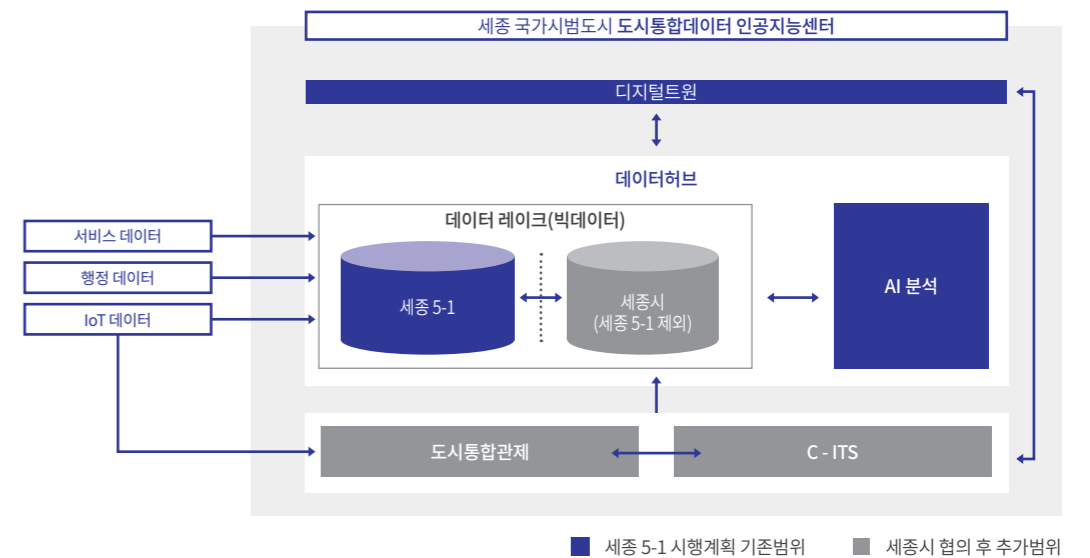 세종 국가시범도시 도시통합데이터 인공지능센터
디지털트원
데이터허브
데이터 레이크(빅데이터)
서비스 데이터
행정 데이터
IoT 데이터
세종 5-1
세종시
(세종 5-1 제외)
AI 분석
도시통합관제
C - ITS
세종 5-1 시행계획 기존범위
세종시 협의 후 추가범위